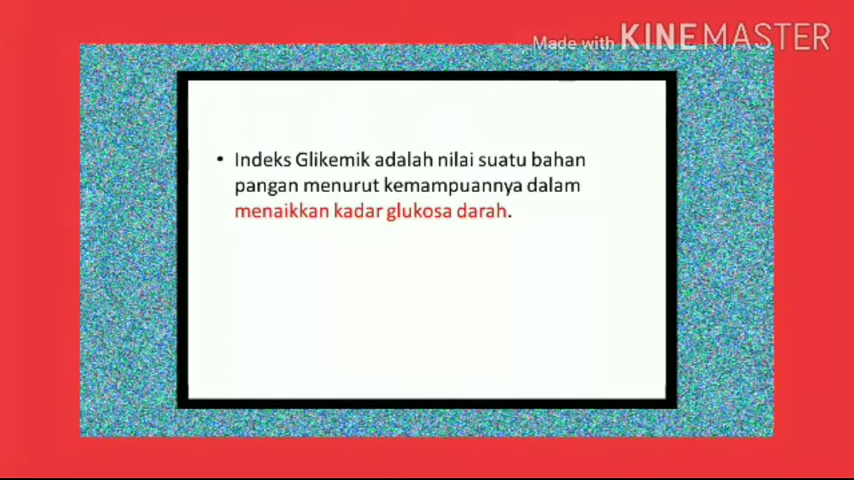 Made with KINEMASTER
• Indeks Glikemik adalah nilai suatu bahan
pangan menurut kemampuannya dalam
menaikkan kadar glukosa darah.